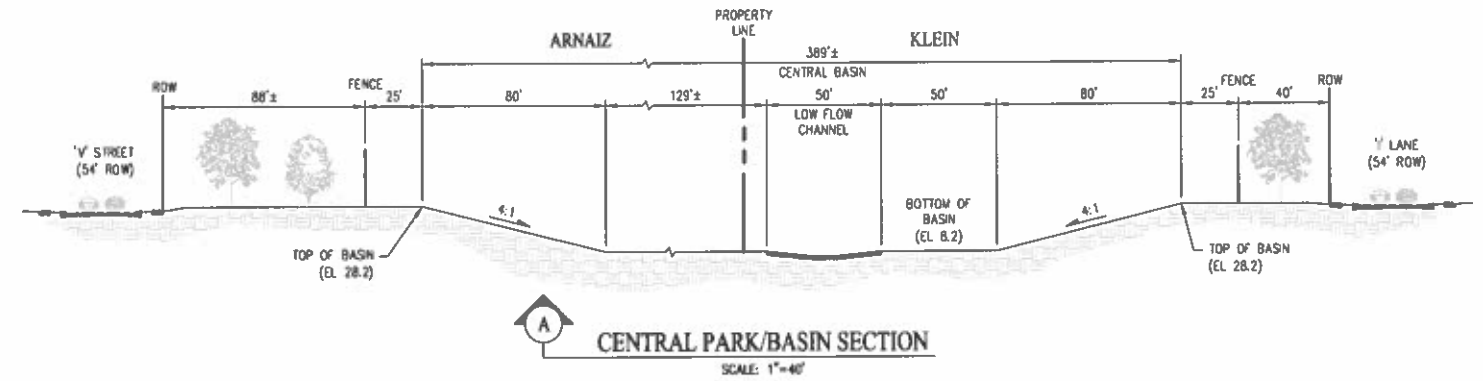 PROPERTY
LINE
ARNAIZ
KLEIN
389'±
CENTRAL BASIN
ROW
88'±
FENCE
25'
80'
129'±
50'
50'
80'
25'
FENCE
40'
ROW
LOW FLOW
CHANNEL
'V' STREET
(54' ROW)
LANE
(54' ROW)
4:1
BOTTOM OF
BASIN
(EL 8.2)
4:1
TOP OF BASIN
(EL 28.2)
TOP OF BASIN
(EL 28.2)
A
CENTRAL PARK/BASIN SECTION
SCALE: 1"=40'